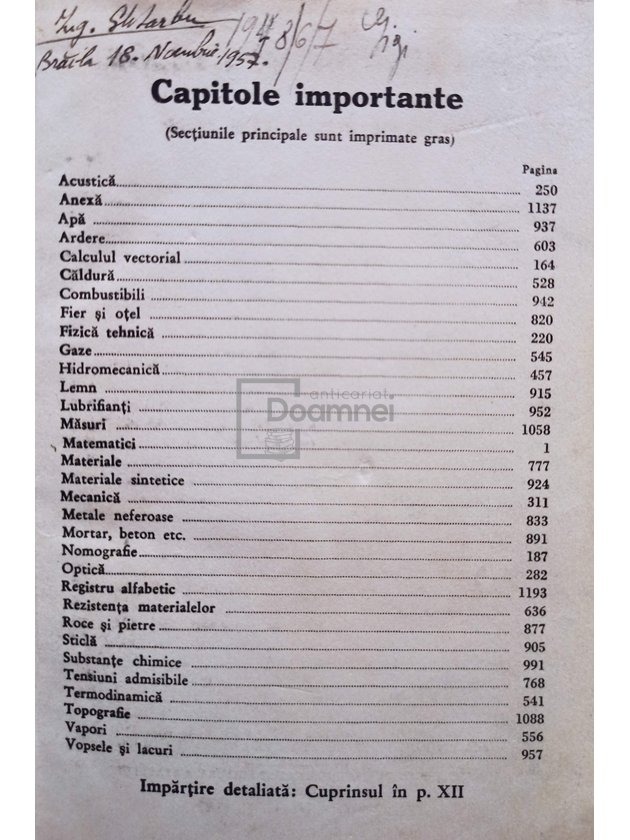 Ing.
Brăila 18. Noembrie 1957.
Capitole importante
(Secțiunile principale sunt imprimate gras)
Pagina
Acustică 250
Anexă 1137
Apă 937
Ardere 603
Calculul vectorial 164
Căldură 528
Combustibili 942
Fier și oțel 820
Fizică tehnică 220
Gaze 545
Hidromecanică 457
Lemn 915
Lubrifianți 952
Măsuri 1058
Matematici 1
Materiale 777
Materiale sintetice 924
Mecanică 311
Metale neferoase 833
Mortar, beton etc. 891
Nomografie 187
Optică 282
Registru alfabetic 1193
Rezistența materialelor 636
Roce și pietre 877
Sticlă 905
Substanțe chimice 991
Tensiuni admisibile 768
Termodinamică 541
Topografie 1088
Vapori 556
Vopsele și lacuri 957
Impărțire detaliată: Cuprinsul în p. XII
anticariat
Doamnei